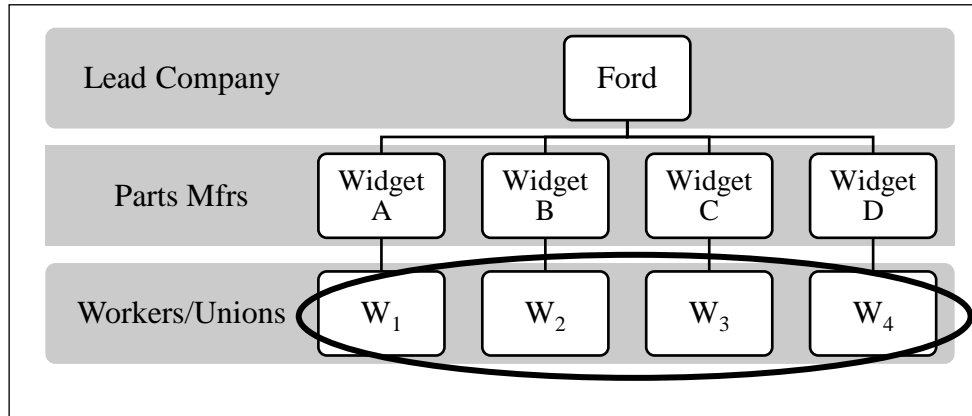 Lead Company
Ford
Parts Mfrs
Widget
A
Widget
B
Widget
C
Widget
D
Workers/Unions
W₁
W₂
W₃
W₄